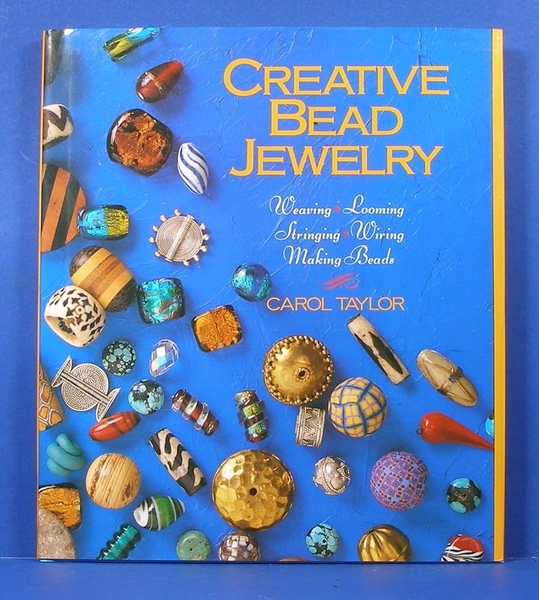 CREATIVE
BEAD
JEWELRY
Weaving • Looming
Stringing • Wiring
Making Beads
CAROL TAYLOR